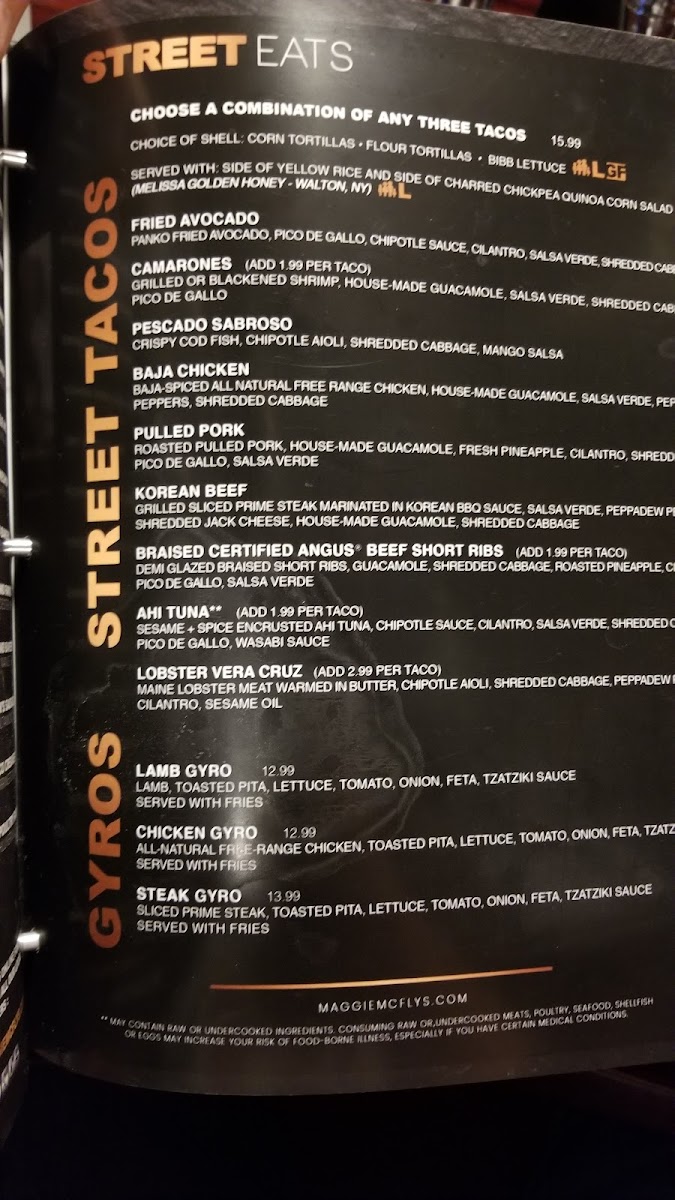 STREET EATS
CHOOSE A COMBINATION OF ANY THREE TACOS 15.99
CHOICE OF SHELL: CORN TORTILLAS • FLOUR TORTILLAS • BIBB LETTUCE L GF
SERVED WITH: SIDE OF YELLOW RICE AND SIDE OF CHARRED CHICKPEA QUINOA CORN SALAD
(MELISSA GOLDEN HONEY - WALTON, NY) L
STREET TACOS
FRIED AVOCADO
PANKO FRIED AVOCADO, PICO DE GALLO, CHIPOTLE SAUCE, CILANTRO, SALSA VERDE, SHREDDED CAB
CAMARONES (ADD 1.99 PER TACO)
GRILLED OR BLACKENED SHRIMP, HOUSE-MADE GUACAMOLE, SALSA VERDE, SHREDDED CAB
PICO DE GALLO
PESCADO SABROSO
CRISPY COD FISH, CHIPOTLE AIOLI, SHREDDED CABBAGE, MANGO SALSA
BAJA CHICKEN
BAJA-SPICED ALL NATURAL FREE RANGE CHICKEN, HOUSE-MADE GUACAMOLE, SALSA VERDE, PEP
PEPPERS, SHREDDED CABBAGE
PULLED PORK
ROASTED PULLED PORK, HOUSE-MADE GUACAMOLE, FRESH PINEAPPLE, CILANTRO, SHREDD
PICO DE GALLO, SALSA VERDE
KOREAN BEEF
GRILLED SLICED PRIME STEAK MARINATED IN KOREAN BBQ SAUCE, SALSA VERDE, PEPPADEW P
SHREDDED JACK CHEESE, HOUSE-MADE GUACAMOLE, SHREDDED CABBAGE
BRAISED CERTIFIED ANGUS® BEEF SHORT RIBS (ADD 1.99 PER TACO)
DEMI GLAZED BRAISED SHORT RIBS, GUACAMOLE, SHREDDED CABBAGE, ROASTED PINEAPPLE, C
PICO DE GALLO, SALSA VERDE
AHI TUNA** (ADD 1.99 PER TACO)
SESAME + SPICE ENCRUSTED AHI TUNA, CHIPOTLE SAUCE, CILANTRO, SALSA VERDE, SHREDDED C
PICO DE GALLO, WASABI SAUCE
LOBSTER VERA CRUZ (ADD 2.99 PER TACO)
MAINE LOBSTER MEAT WARMED IN BUTTER, CHIPOTLE AIOLI, SHREDDED CABBAGE, PEPPADEW
CILANTRO, SESAME OIL
GYROS
LAMB GYRO 12.99
LAMB, TOASTED PITA, LETTUCE, TOMATO, ONION, FETA, TZATZIKI SAUCE
SERVED WITH FRIES
CHICKEN GYRO 12.99
ALL-NATURAL FREE-RANGE CHICKEN, TOASTED PITA, LETTUCE, TOMATO, ONION, FETA, TZATZ
SERVED WITH FRIES
STEAK GYRO 13.99
SLICED PRIME STEAK, TOASTED PITA, LETTUCE, TOMATO, ONION, FETA, TZATZIKI SAUCE
SERVED WITH FRIES
MAGGIEMCFLYS.COM
** MAY CONTAIN RAW OR UNDERCOOKED INGREDIENTS. CONSUMING RAW OR UNDERCOOKED MEATS, POULTRY, SEAFOOD, SHELLFISH
OR EGGS MAY INCREASE YOUR RISK OF FOOD-BORNE ILLNESS, ESPECIALLY IF YOU HAVE CERTAIN MEDICAL CONDITIONS.